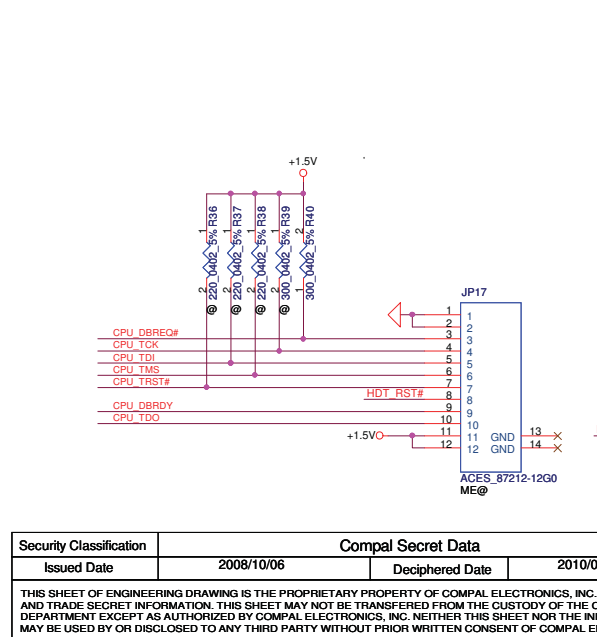 +1.5V
1 220_0402_5% R36
2 @
1 220_0402_5% R37
2 @
1 220_0402_5% R38
2 @
1 300_0402_5% R39
2 @
2 300_0402_5% R40
1
JP17
1 1
2 2
CPU_DBREQ# 3 3
CPU_TCK 4 4
CPU_TDI 5 5
CPU_TMS 6 6
CPU_TRST# 7 7
HDT_RST# 8 8
CPU_DBRDY 9 9
CPU_TDO 10 10
+1.5V 11 11 GND 13
12 12 GND 14
ACES_87212-12G0
ME@
Security Classification Compal Secret Data
Issued Date 2008/10/06 Deciphered Date 2010/0
THIS SHEET OF ENGINEERING DRAWING IS THE PROPRIETARY PROPERTY OF COMPAL ELECTRONICS, INC.
AND TRADE SECRET INFORMATION. THIS SHEET MAY NOT BE TRANSFERED FROM THE CUSTODY OF THE
DEPARTMENT EXCEPT AS AUTHORIZED BY COMPAL ELECTRONICS, INC. NEITHER THIS SHEET NOR THE
MAY BE USED BY OR DISCLOSED TO ANY THIRD PARTY WITHOUT PRIOR WRITTEN CONSENT OF COMPAL